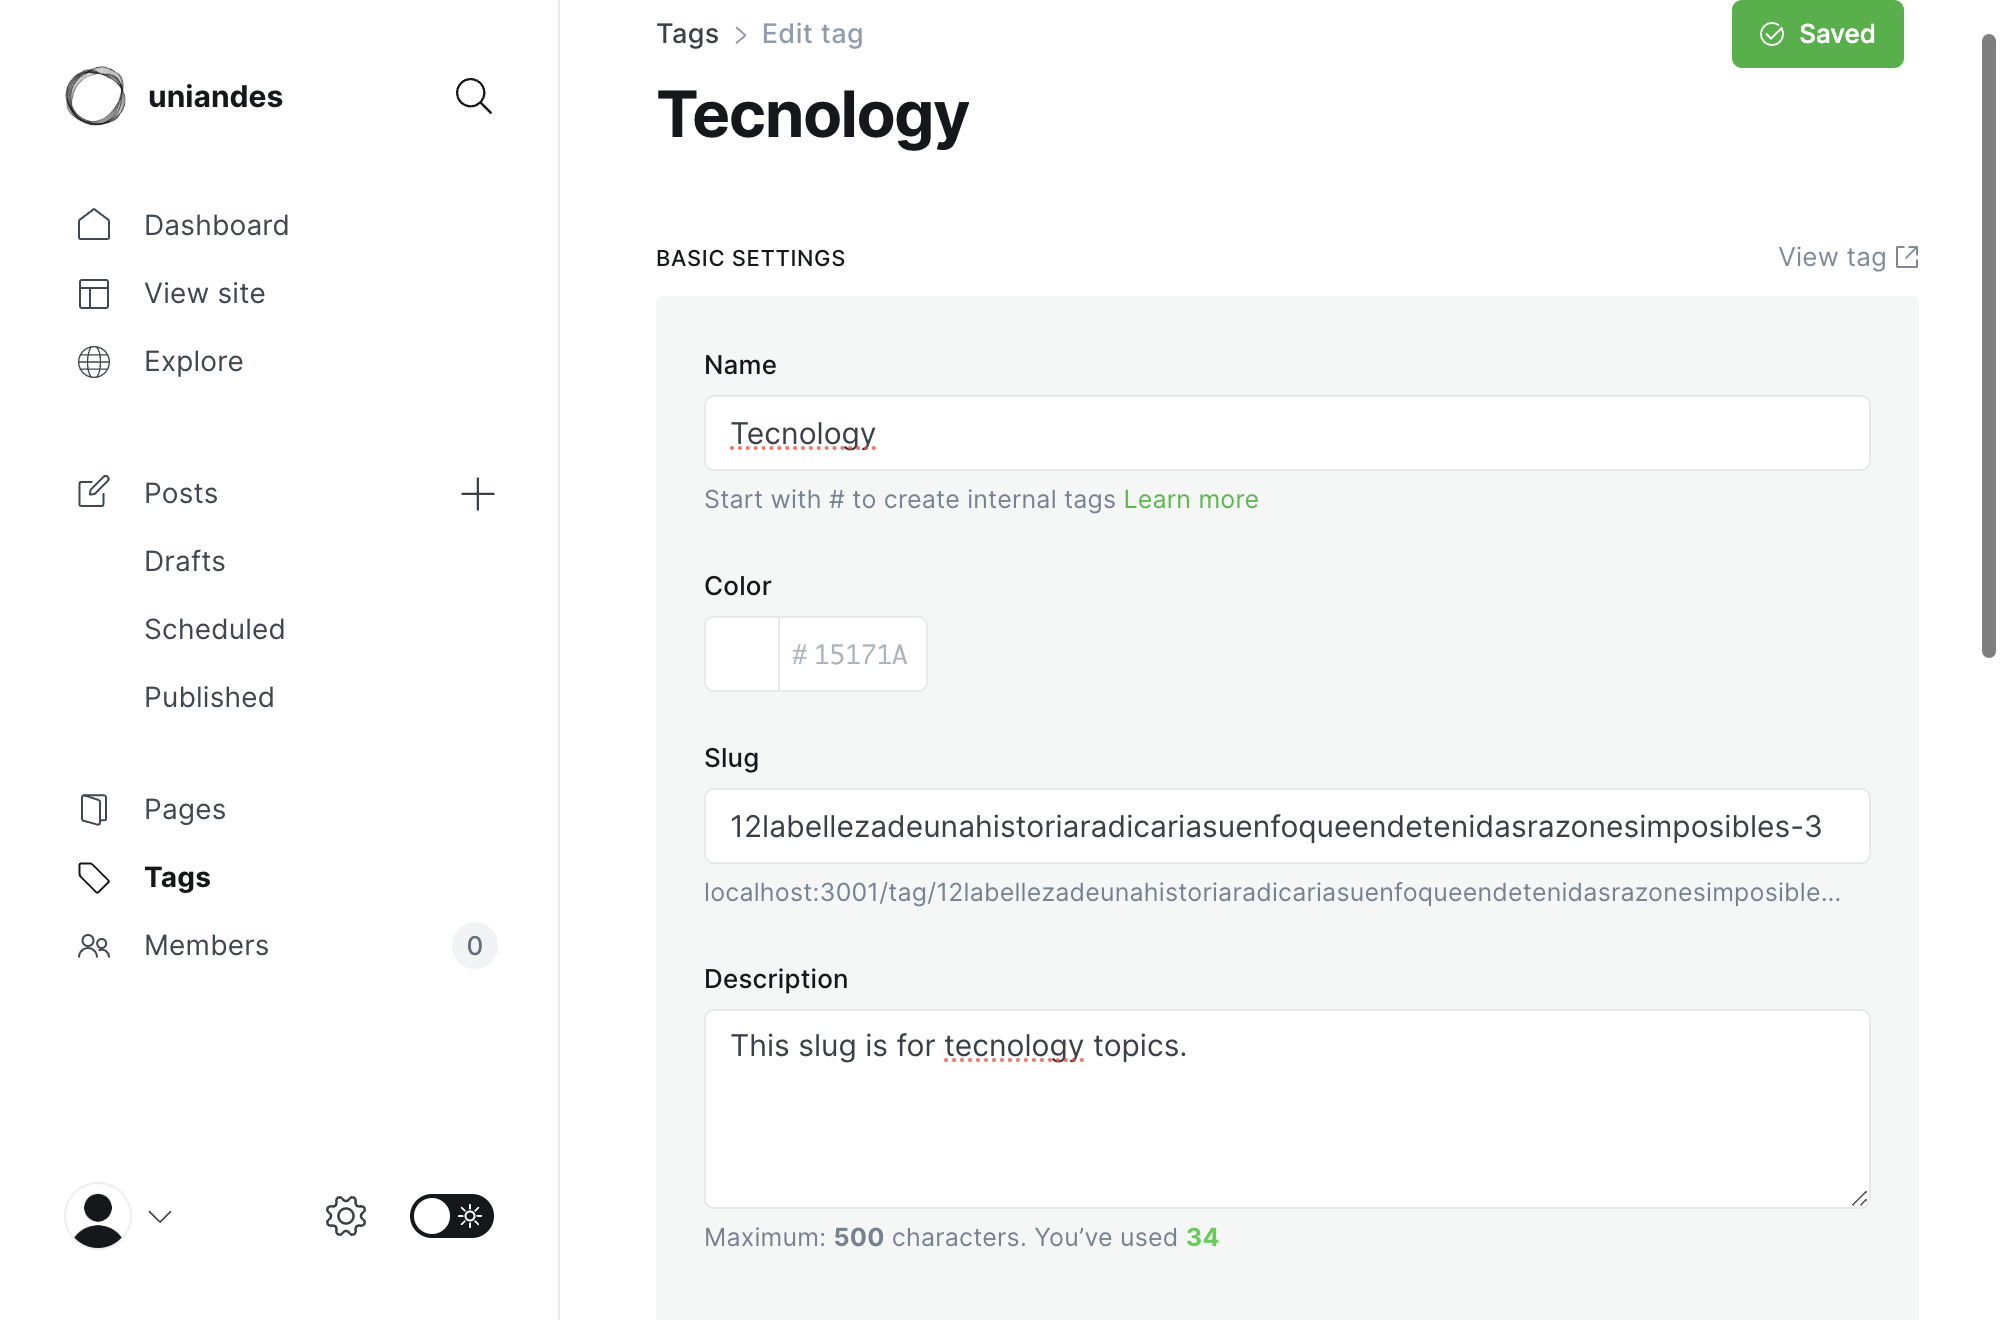 uniandes
Dashboard
View site
Explore
Posts
Drafts
Scheduled
Published
Pages
Tags
Members 0
Tags > Edit tag
Saved
Tecnology
BASIC SETTINGS
View tag
Name
Tecnology
Start with # to create internal tags Learn more
Color
# 15171A
Slug
12labellezadeunahistoriaradicariasuenfoqueendetenidasrazonesimposibles-3
localhost:3001/tag/12labellezadeunahistoriaradicariasuenfoqueendetenidasrazonesimposible...
Description
This slug is for tecnology topics.
Maximum: 500 characters. You’ve used 34